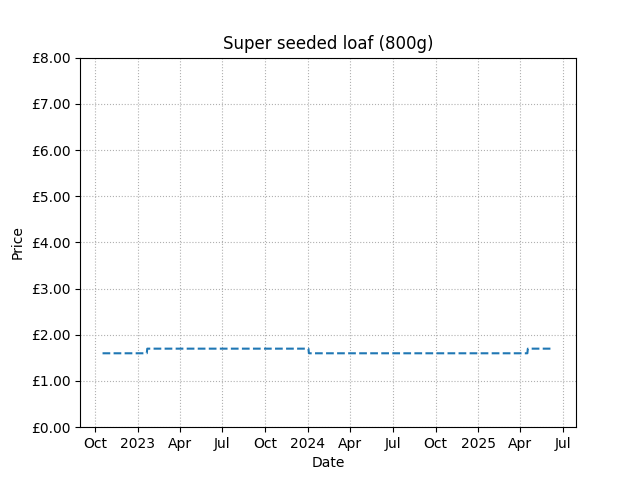 Super seeded loaf (800g)
£8.00
£7.00
£6.00
£5.00
£4.00
£3.00
£2.00
£1.00
£0.00
Price
Oct 2023 Apr Jul Oct 2024 Apr Jul Oct 2025 Apr Jul
Date